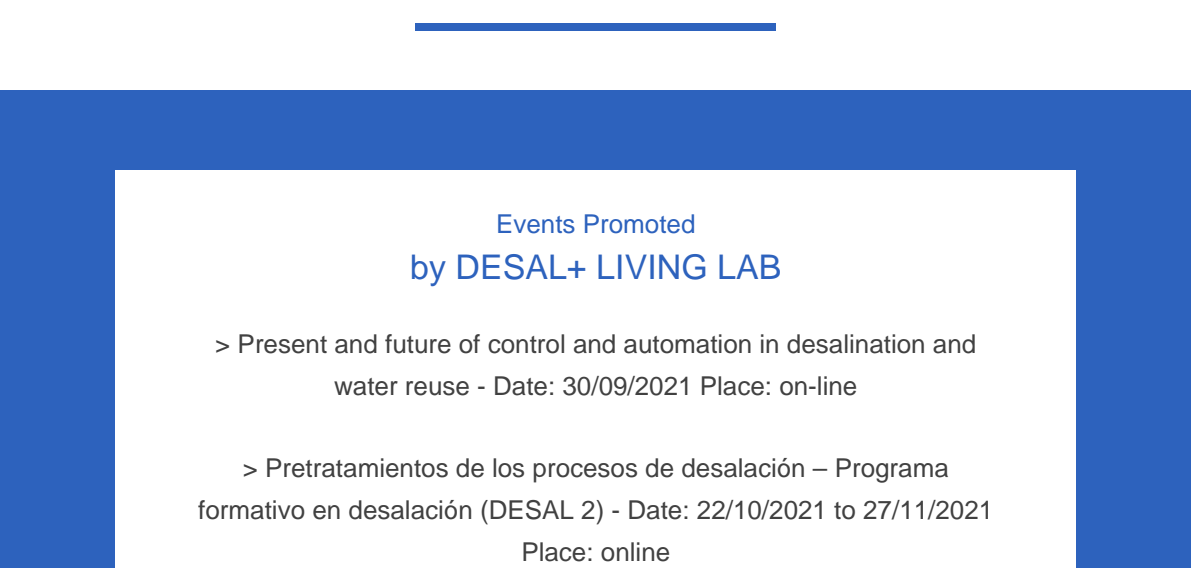 Events Promoted
by DESAL+ LIVING LAB
> Present and future of control and automation in desalination and
water reuse - Date: 30/09/2021 Place: on-line
> Pretratamientos de los procesos de desalación – Programa
formativo en desalación (DESAL 2) - Date: 22/10/2021 to 27/11/2021
Place: online